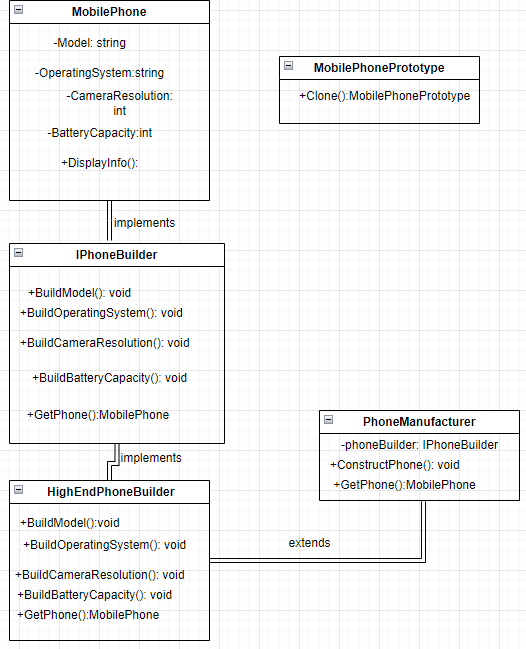 MobilePhone
-Model: string
-OperatingSystem:string
-CameraResolution:
int
-BatteryCapacity:int
+DisplayInfo():
implements
MobilePhonePrototype
+Clone():MobilePhonePrototype
IPhoneBuilder
+BuildModel(): void
+BuildOperatingSystem(): void
+BuildCameraResolution(): void
+BuildBatteryCapacity(): void
+GetPhone():MobilePhone
implements
PhoneManufacturer
-phoneBuilder: IPhoneBuilder
+ConstructPhone(): void
+GetPhone():MobilePhone
HighEndPhoneBuilder
+BuildModel():void
+BuildOperatingSystem(): void
+BuildCameraResolution(): void
+BuildBatteryCapacity(): void
+GetPhone():MobilePhone
extends